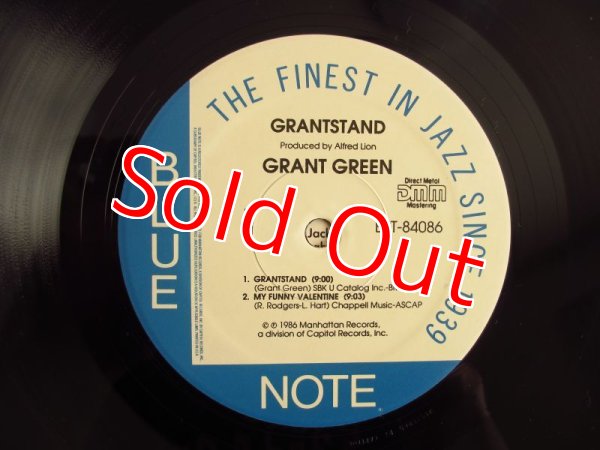 THE FINEST IN JAZZ SINCE 1939
BLUE
NOTE
GRANTSTAND
Produced by Alfred Lion
GRANT GREEN
Direct Metal
DMM
Mastering
84086
1. GRANTSTAND (9:00)
(Grant Green) SBK U Catalog Inc.
2. MY FUNNY VALENTINE (9:03)
(R. Rodgers-L. Hart) Chappell Music-ASCAP
© ℗ 1986 Manhattan Records,
a division of Capitol Records, Inc.
Sold Out